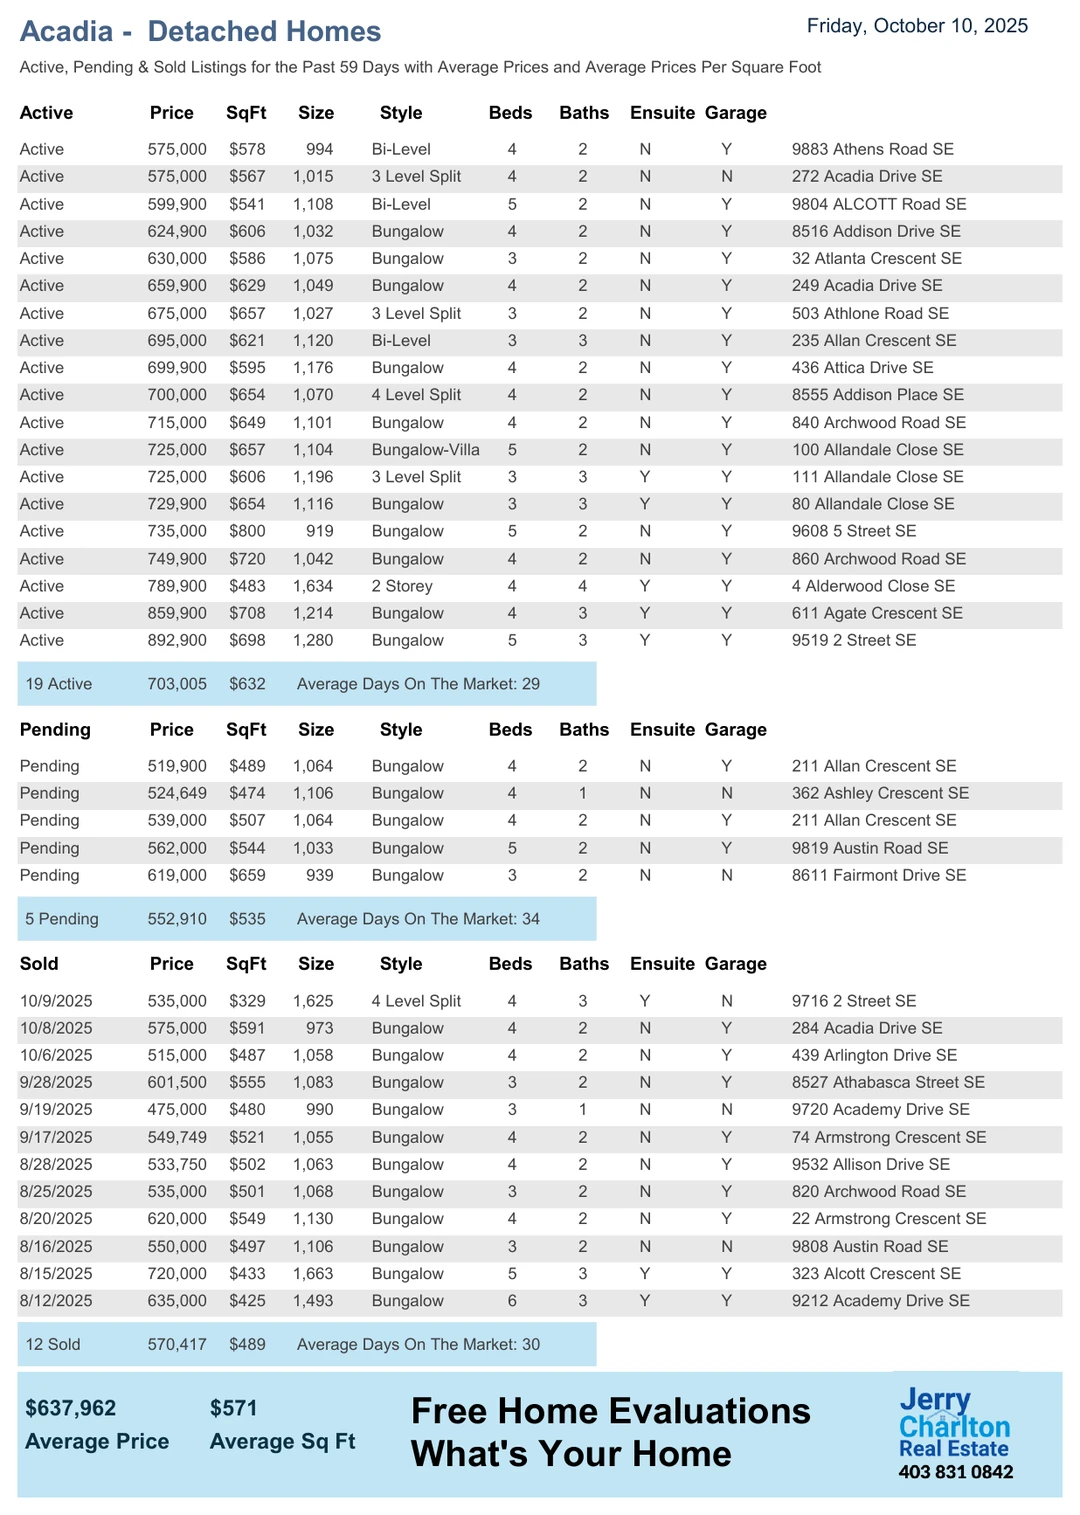 Acadia - Detached Homes
Friday, October 10, 2025
Active, Pending & Sold Listings for the Past 59 Days with Average Prices and Average Prices Per Square Foot
Active Price SqFt Size Style Beds Baths Ensuite Garage
Active 575,000 $578 994 Bi-Level 4 2 N Y 9883 Athens Road SE
Active 575,000 $567 1,015 3 Level Split 4 2 N N 272 Acadia Drive SE
Active 599,900 $541 1,108 Bi-Level 5 2 N Y 9804 ALCOTT Road SE
Active 624,900 $606 1,032 Bungalow 4 2 N Y 8516 Addison Drive SE
Active 630,000 $586 1,075 Bungalow 3 2 N Y 32 Atlanta Crescent SE
Active 659,900 $629 1,049 Bungalow 4 2 N Y 249 Acadia Drive SE
Active 675,000 $657 1,027 3 Level Split 3 2 N Y 503 Athlone Road SE
Active 695,000 $621 1,120 Bi-Level 3 3 N Y 235 Allan Crescent SE
Active 699,900 $595 1,176 Bungalow 4 2 N Y 436 Attica Drive SE
Active 700,000 $654 1,070 4 Level Split 4 2 N Y 8555 Addison Place SE
Active 715,000 $649 1,101 Bungalow 4 2 N Y 840 Archwood Road SE
Active 725,000 $657 1,104 Bungalow-Villa 5 2 N Y 100 Allandale Close SE
Active 725,000 $606 1,196 3 Level Split 3 3 Y Y 111 Allandale Close SE
Active 729,900 $654 1,116 Bungalow 3 3 Y Y 80 Allandale Close SE
Active 735,000 $800 919 Bungalow 5 2 N Y 9608 5 Street SE
Active 749,900 $720 1,042 Bungalow 4 2 N Y 860 Archwood Road SE
Active 789,900 $483 1,634 2 Storey 4 4 Y Y 4 Alderwood Close SE
Active 859,900 $708 1,214 Bungalow 4 3 Y Y 611 Agate Crescent SE
Active 892,900 $698 1,280 Bungalow 5 3 Y Y 9519 2 Street SE
19 Active 703,005 $632 Average Days On The Market: 29
Pending Price SqFt Size Style Beds Baths Ensuite Garage
Pending 519,900 $489 1,064 Bungalow 4 2 N Y 211 Allan Crescent SE
Pending 524,649 $474 1,106 Bungalow 4 1 N N 362 Ashley Crescent SE
Pending 539,000 $507 1,064 Bungalow 4 2 N Y 211 Allan Crescent SE
Pending 562,000 $544 1,033 Bungalow 5 2 N Y 9819 Austin Road SE
Pending 619,000 $659 939 Bungalow 3 2 N N 8611 Fairmont Drive SE
5 Pending 552,910 $535 Average Days On The Market: 34
Sold Price SqFt Size Style Beds Baths Ensuite Garage
10/9/2025 535,000 $329 1,625 4 Level Split 4 3 Y N 9716 2 Street SE
10/8/2025 575,000 $591 973 Bungalow 4 2 N Y 284 Acadia Drive SE
10/6/2025 515,000 $487 1,058 Bungalow 4 2 N Y 439 Arlington Drive SE
9/28/2025 601,500 $555 1,083 Bungalow 3 2 N Y 8527 Athabasca Street SE
9/19/2025 475,000 $480 990 Bungalow 3 1 N N 9720 Academy Drive SE
9/17/2025 549,749 $521 1,055 Bungalow 4 2 N Y 74 Armstrong Crescent SE
8/28/2025 533,750 $502 1,063 Bungalow 4 2 N Y 9532 Allison Drive SE
8/25/2025 535,000 $501 1,068 Bungalow 3 2 N Y 820 Archwood Road SE
8/20/2025 620,000 $549 1,130 Bungalow 4 2 N Y 22 Armstrong Crescent SE
8/16/2025 550,000 $497 1,106 Bungalow 3 2 N N 9808 Austin Road SE
8/15/2025 720,000 $433 1,663 Bungalow 5 3 Y Y 323 Alcott Crescent SE
8/12/2025 635,000 $425 1,493 Bungalow 6 3 Y Y 9212 Academy Drive SE
12 Sold 570,417 $489 Average Days On The Market: 30
$637,962 $571
Average Price Average Sq Ft
Free Home Evaluations
What's Your Home
Jerry
Charlton
Real Estate
403 831 0842